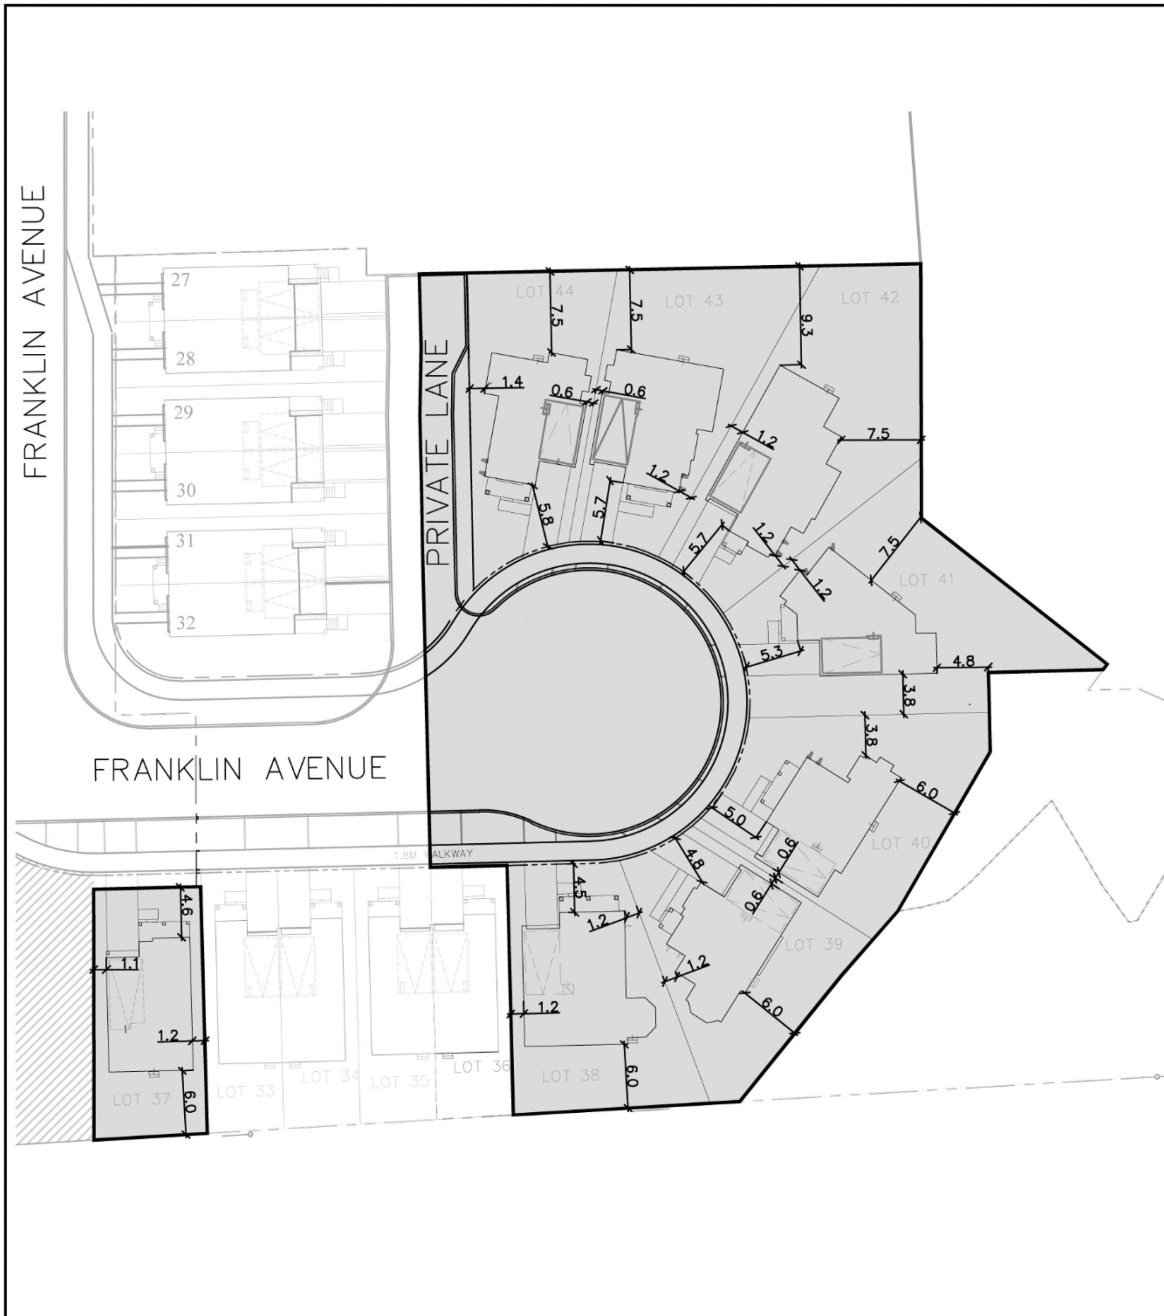 FRANKLIN AVENUE
27
28
29
30
31
32
PRIVATE LANE
FRANKLIN AVENUE
1.8M WALKWAY
LOT 44
7.5
7.5
LOT 43
9.3
LOT 42
1.4
0.6
0.6
1.2
7.5
1.2
5.8
5.7
5.7
1.2
1.2
7.5
LOT 41
5.3
4.8
3.8
3.8
6.0
5.0
0.6
LOT 40
4.8
0.6
LOT 39
1.2
6.0
4.5
1.2
1.2
LOT 38
6.0
4.6
1.1
1.2
LOT 37
6.0
LOT 33
LOT 34
LOT 35
LOT 36